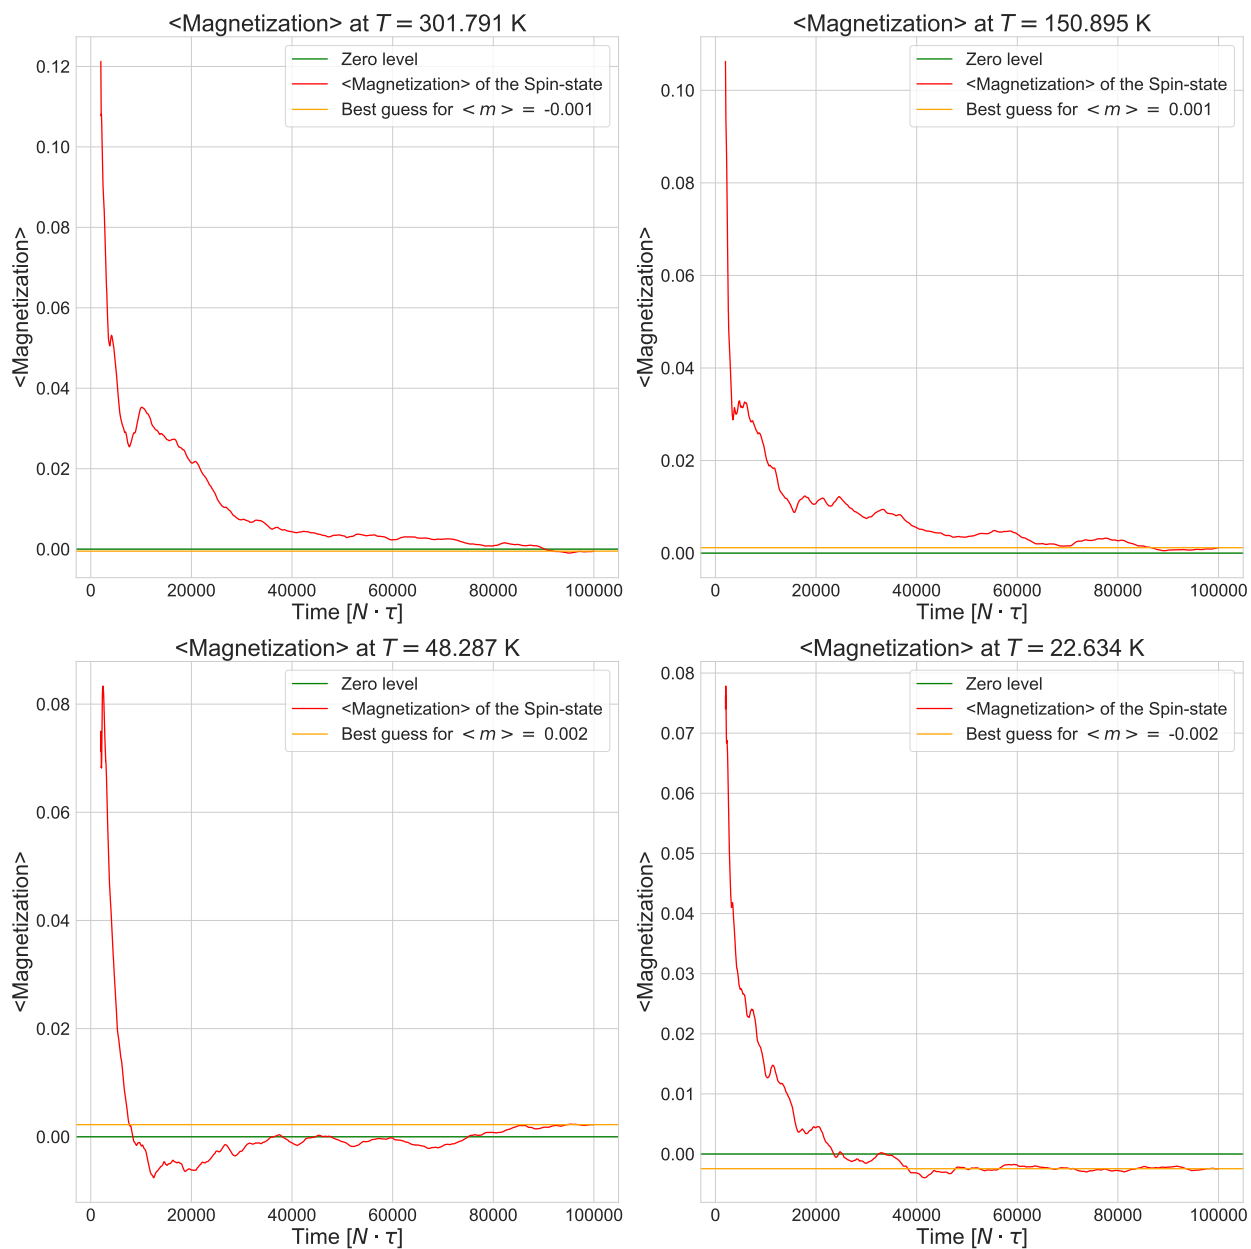 <Magnetization> at T = 301.791 K
Zero level
<Magnetization> of the Spin-state
Best guess for < m > = -0.001
<Magnetization>
0.12
0.10
0.08
0.06
0.04
0.02
0.00
0 20000 40000 60000 80000 100000
Time [N · τ]
<Magnetization> at T = 150.895 K
Zero level
<Magnetization> of the Spin-state
Best guess for < m > = 0.001
<Magnetization>
0.10
0.08
0.06
0.04
0.02
0.00
0 20000 40000 60000 80000 100000
Time [N · τ]
<Magnetization> at T = 48.287 K
Zero level
<Magnetization> of the Spin-state
Best guess for < m > = 0.002
<Magnetization>
0.08
0.06
0.04
0.02
0.00
0 20000 40000 60000 80000 100000
Time [N · τ]
<Magnetization> at T = 22.634 K
Zero level
<Magnetization> of the Spin-state
Best guess for < m > = -0.002
<Magnetization>
0.08
0.07
0.06
0.05
0.04
0.03
0.02
0.01
0.00
0 20000 40000 60000 80000 100000
Time [N · τ]